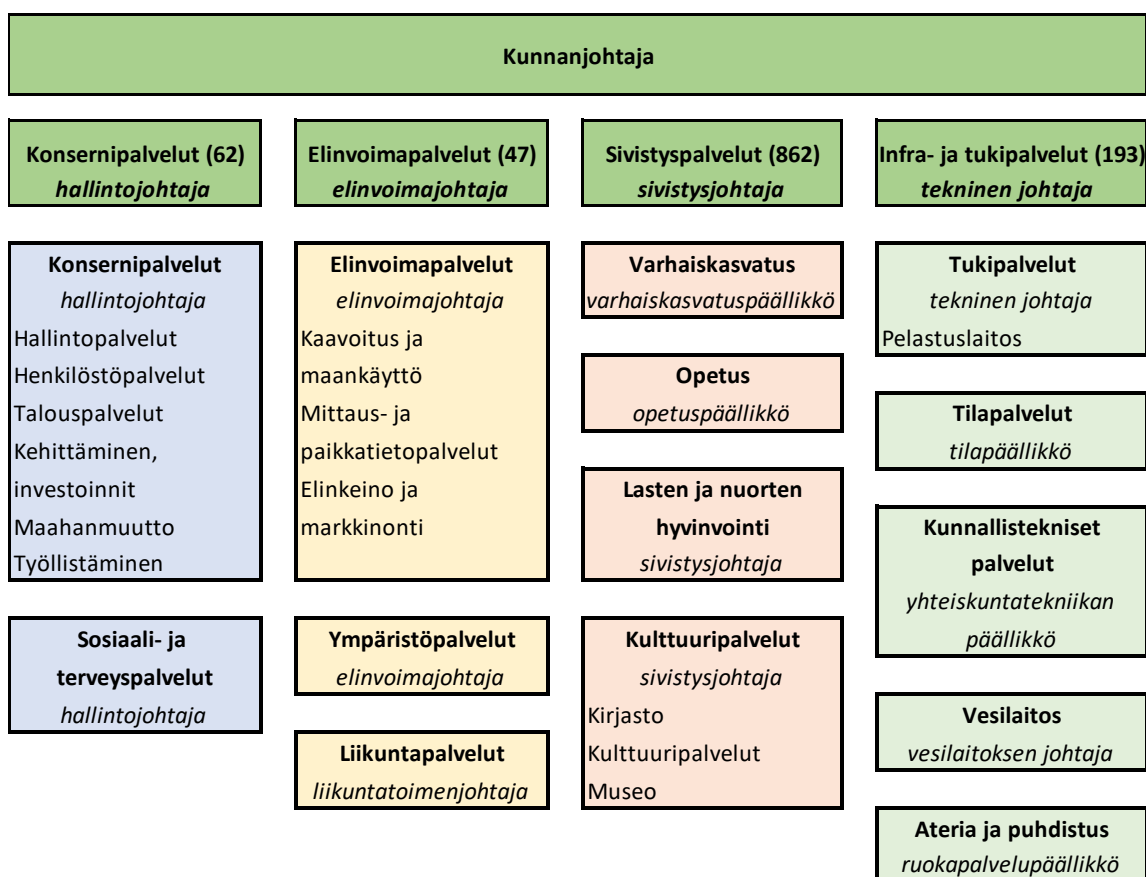 Kunnanjohtaja
Konsernipalvelut (62)
hallintojohtaja
Elinvoimapalvelut (47)
elinvoimajohtaja
Sivistyspalvelut (862)
sivistysjohtaja
Infra- ja tukipalvelut (193)
tekninen johtaja
Konsernipalvelut
hallintojohtaja
Hallintopalvelut
Henkilöstöpalvelut
Talouspalvelut
Kehittäminen,
investoinnit
Maahanmuutto
Työllistäminen
Sosiaali- ja
terveyspalvelut
hallintojohtaja
Elinvoimapalvelut
elinvoimajohtaja
Kaavoitus ja
maankäyttö
Mittaus- ja
paikkatietopalvelut
Elinkeino ja
markkinonti
Ympäristöpalvelut
elinvoimajohtaja
Liikuntapalvelut
liikuntatoimenjohtaja
Varhaiskasvatus
varhaiskasvatuspäällikkö
Opetus
opetuspäällikkö
Lasten ja nuorten
hyvinvointi
sivistysjohtaja
Kulttuuripalvelut
sivistysjohtaja
Kirjasto
Kulttuuripalvelut
Museo
Tukipalvelut
tekninen johtaja
Pelastuslaitos
Tilapalvelut
tilapäällikkö
Kunnallistekniset
palvelut
yhteiskuntatekniikan
päällikkö
Vesilaitos
vesilaitoksen johtaja
Ateria ja puhdistus
ruokapalvelupäällikkö